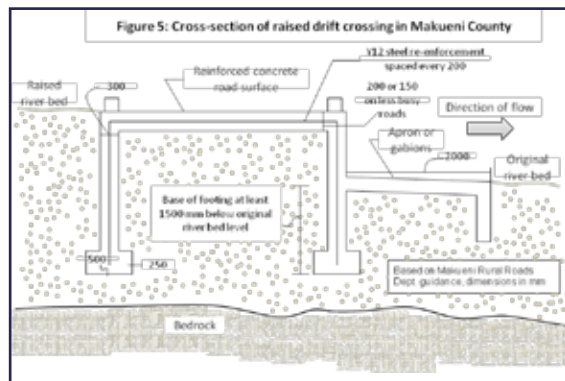 Figure 5: Cross-section of raised drift crossing in Makueni County
Y12 steel re-enforcement
spaced every 200
Raised
river bed
300
Reinforced concrete
road surface
200 or 150
on less busy
roads
Direction of flow
Apron or
gabions
2000
Original
river bed
Base of footing at least
1500 mm below original
river bed level
500
250
Based on Makueni Rural Roads
Dept. guidance, dimensions in mm
Bedrock